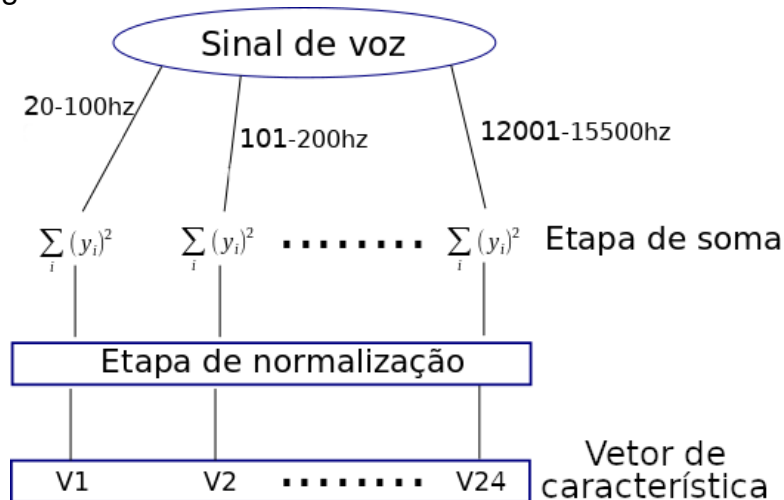 Sinal de voz
20-100hz
101-200hz
12001-15500hz
∑ᵢ (yᵢ)² ∑ᵢ (yᵢ)² ........ ∑ᵢ (yᵢ)² Etapa de soma
Etapa de normalização
Vetor de
característica
V1 V2 ........ V24